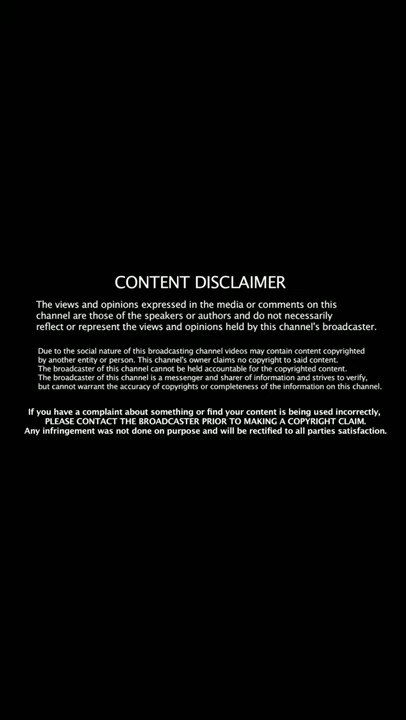 CONTENT DISCLAIMER
The views and opinions expressed in the media or comments on this
channel are those of the speakers or authors and do not necessarily
reflect or represent the views and opinions held by this channel's broadcaster.
Due to the social nature of this broadcasting channel videos may contain content copyrighted
by another entity or person. This channel's owner claims no copyright to said content.
The broadcaster of this channel cannot be held accountable for the copyrighted content.
The broadcaster of this channel is a messenger and sharer of information and strives to verify,
but cannot warrant the accuracy of copyrights or completeness of the information on this channel.
If you have a complaint about something or find your content is being used incorrectly,
PLEASE CONTACT THE BROADCASTER PRIOR TO MAKING A COPYRIGHT CLAIM.
Any infringement was not done on purpose and will be rectified to all parties satisfaction.